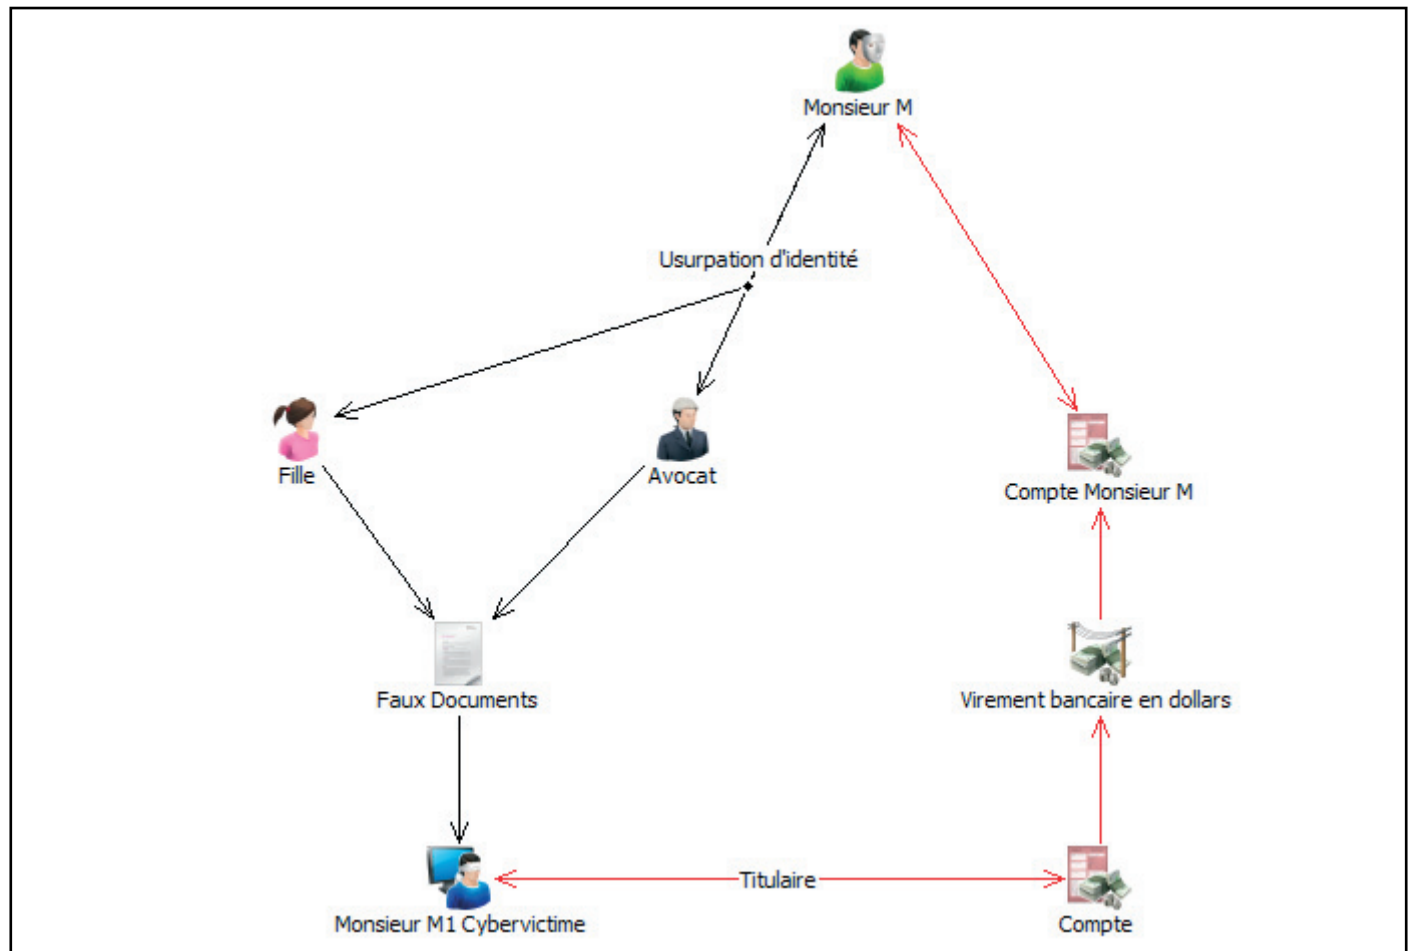 Monsieur M
Usurpation d'identité
Fille
Avocat
Compte Monsieur M
Faux Documents
Virement bancaire en dollars
Titulaire
Monsieur M1 Cybervictime
Compte